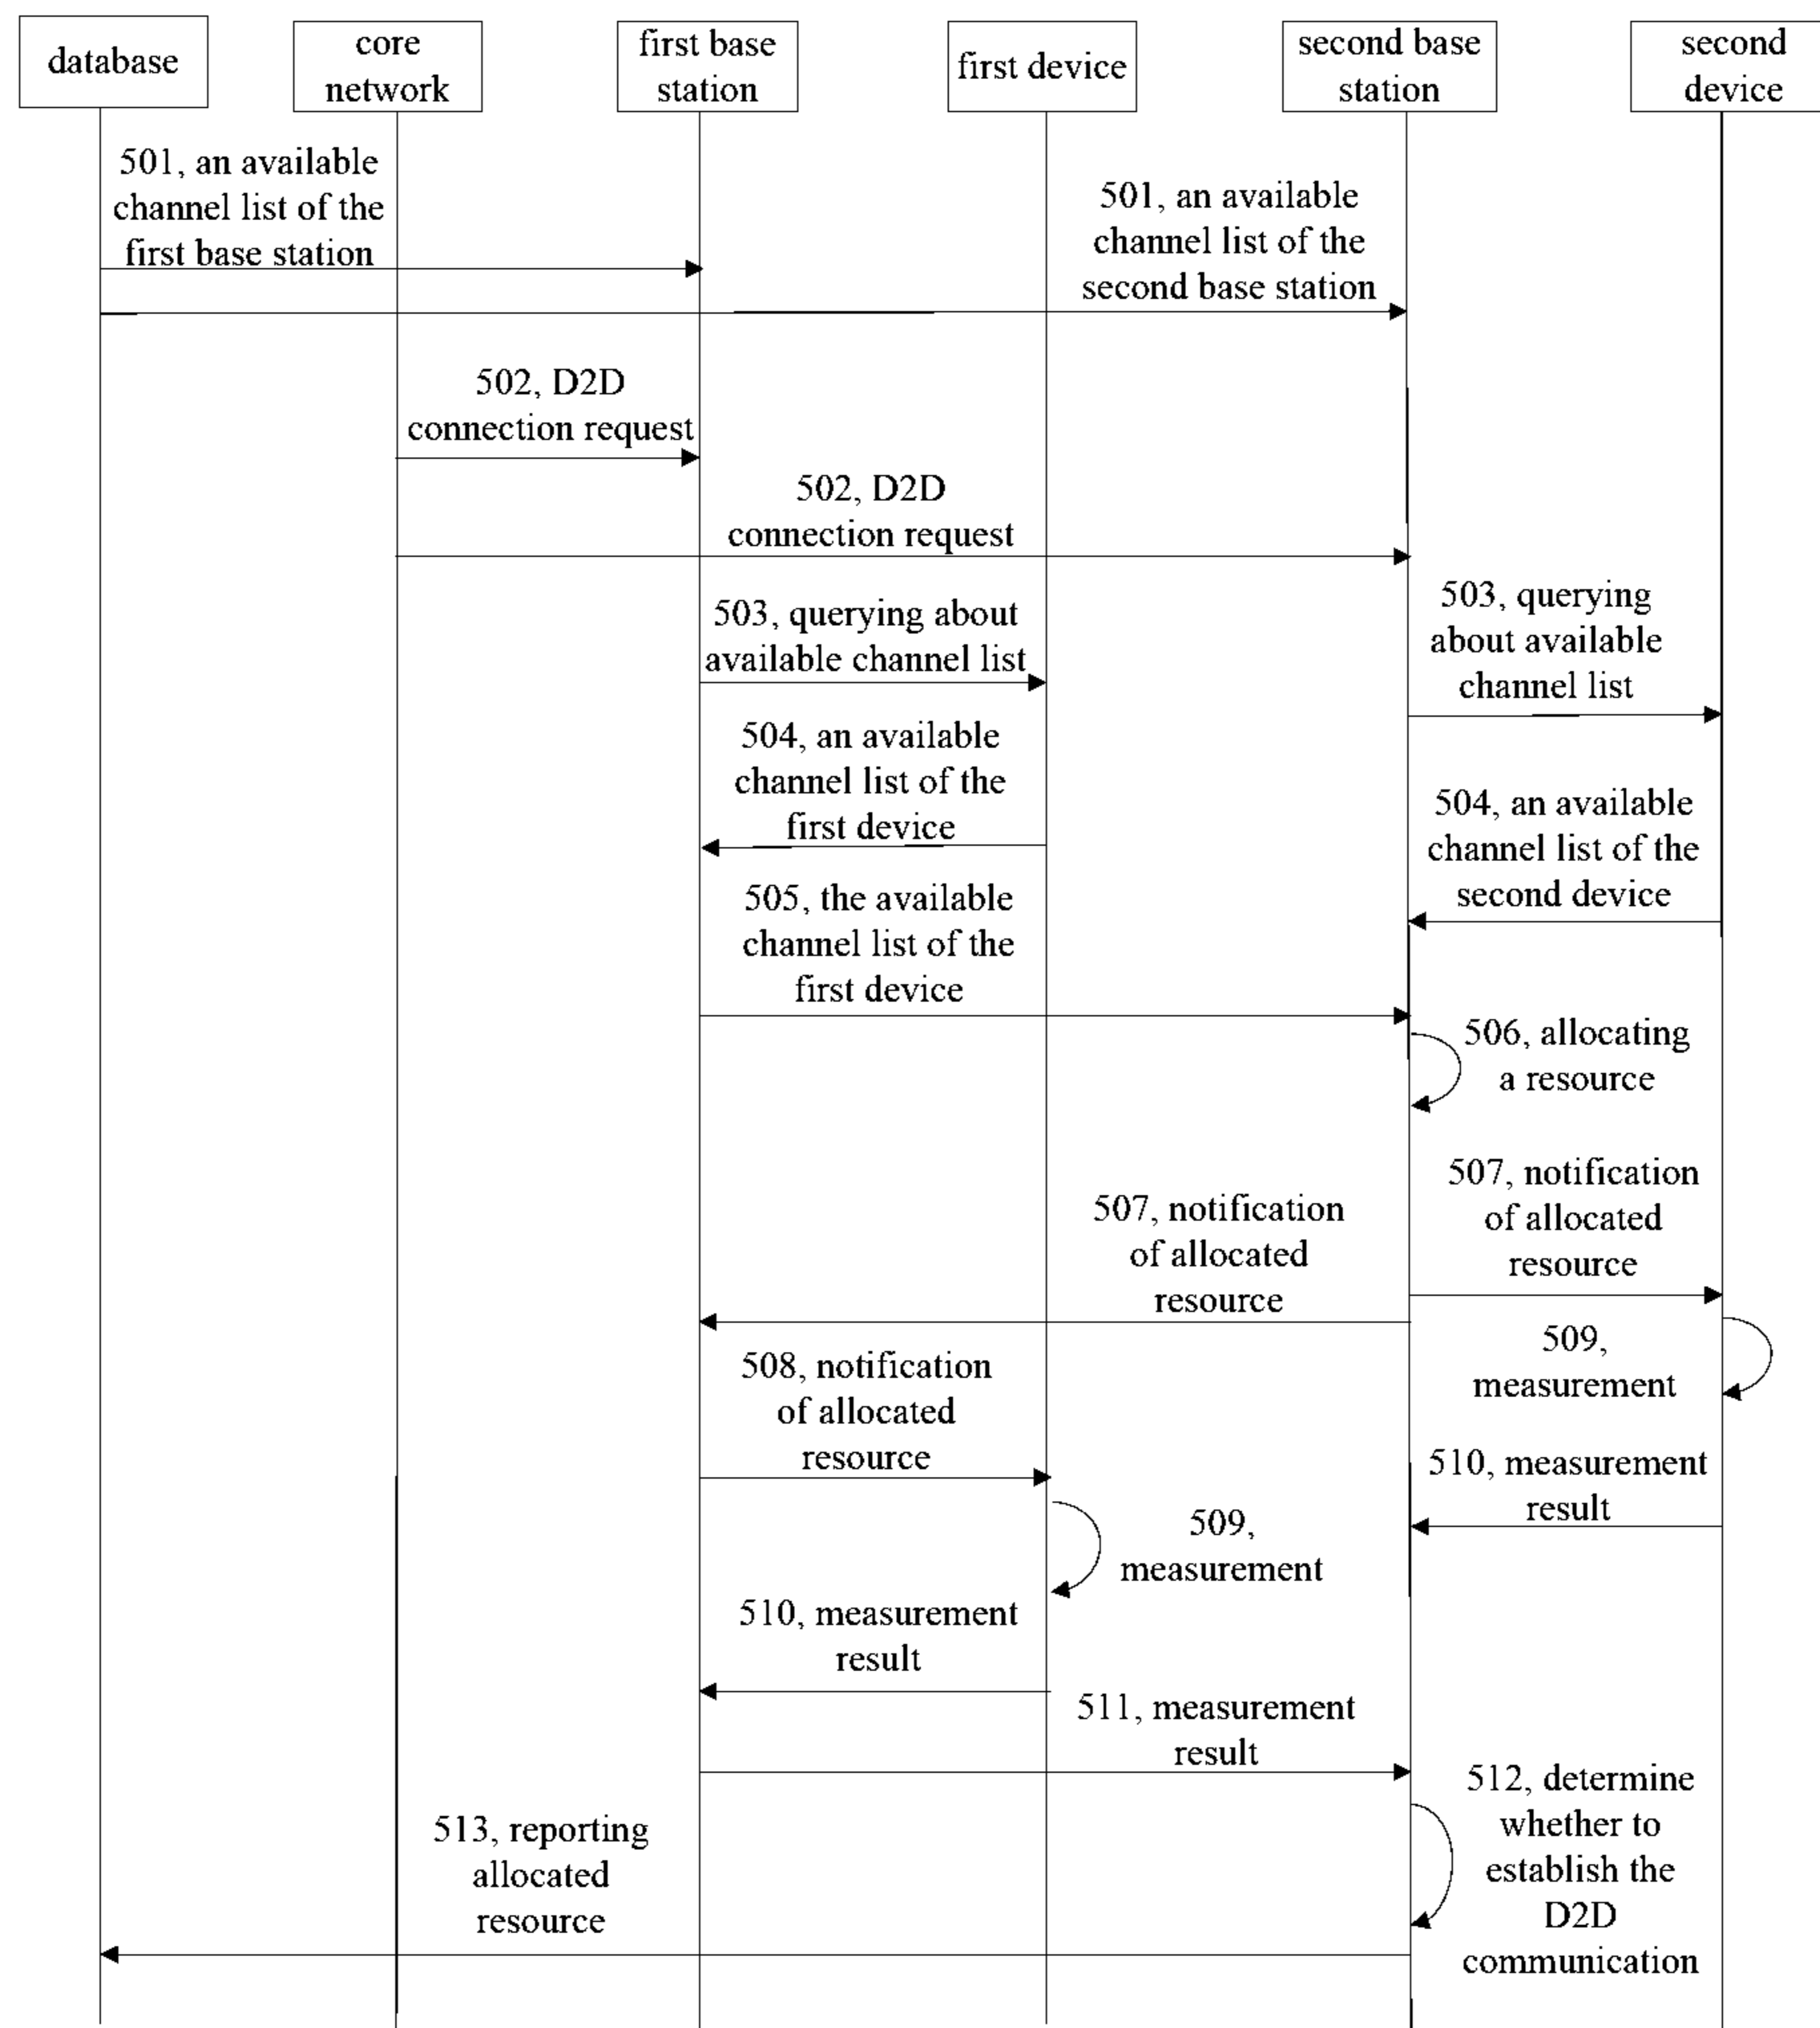 database
core
network
first base
station
first device
second base
station
second
device
501, an available
channel list of the
first base station
501, an available
channel list of the
second base station
502, D2D
connection request
502, D2D
connection request
503, querying about
available channel list
503, querying
about available
channel list
504, an available
channel list of the
first device
504, an available
channel list of the
second device
505, the available
channel list of the
first device
506, allocating
a resource
507, notification
of allocated
resource
507, notification
of allocated
resource
509,
measurement
508, notification
of allocated
resource
510, measurement
result
509,
measurement
510, measurement
result
511, measurement
result
512, determine
whether to
establish the
D2D
communication
513, reporting
allocated
resource